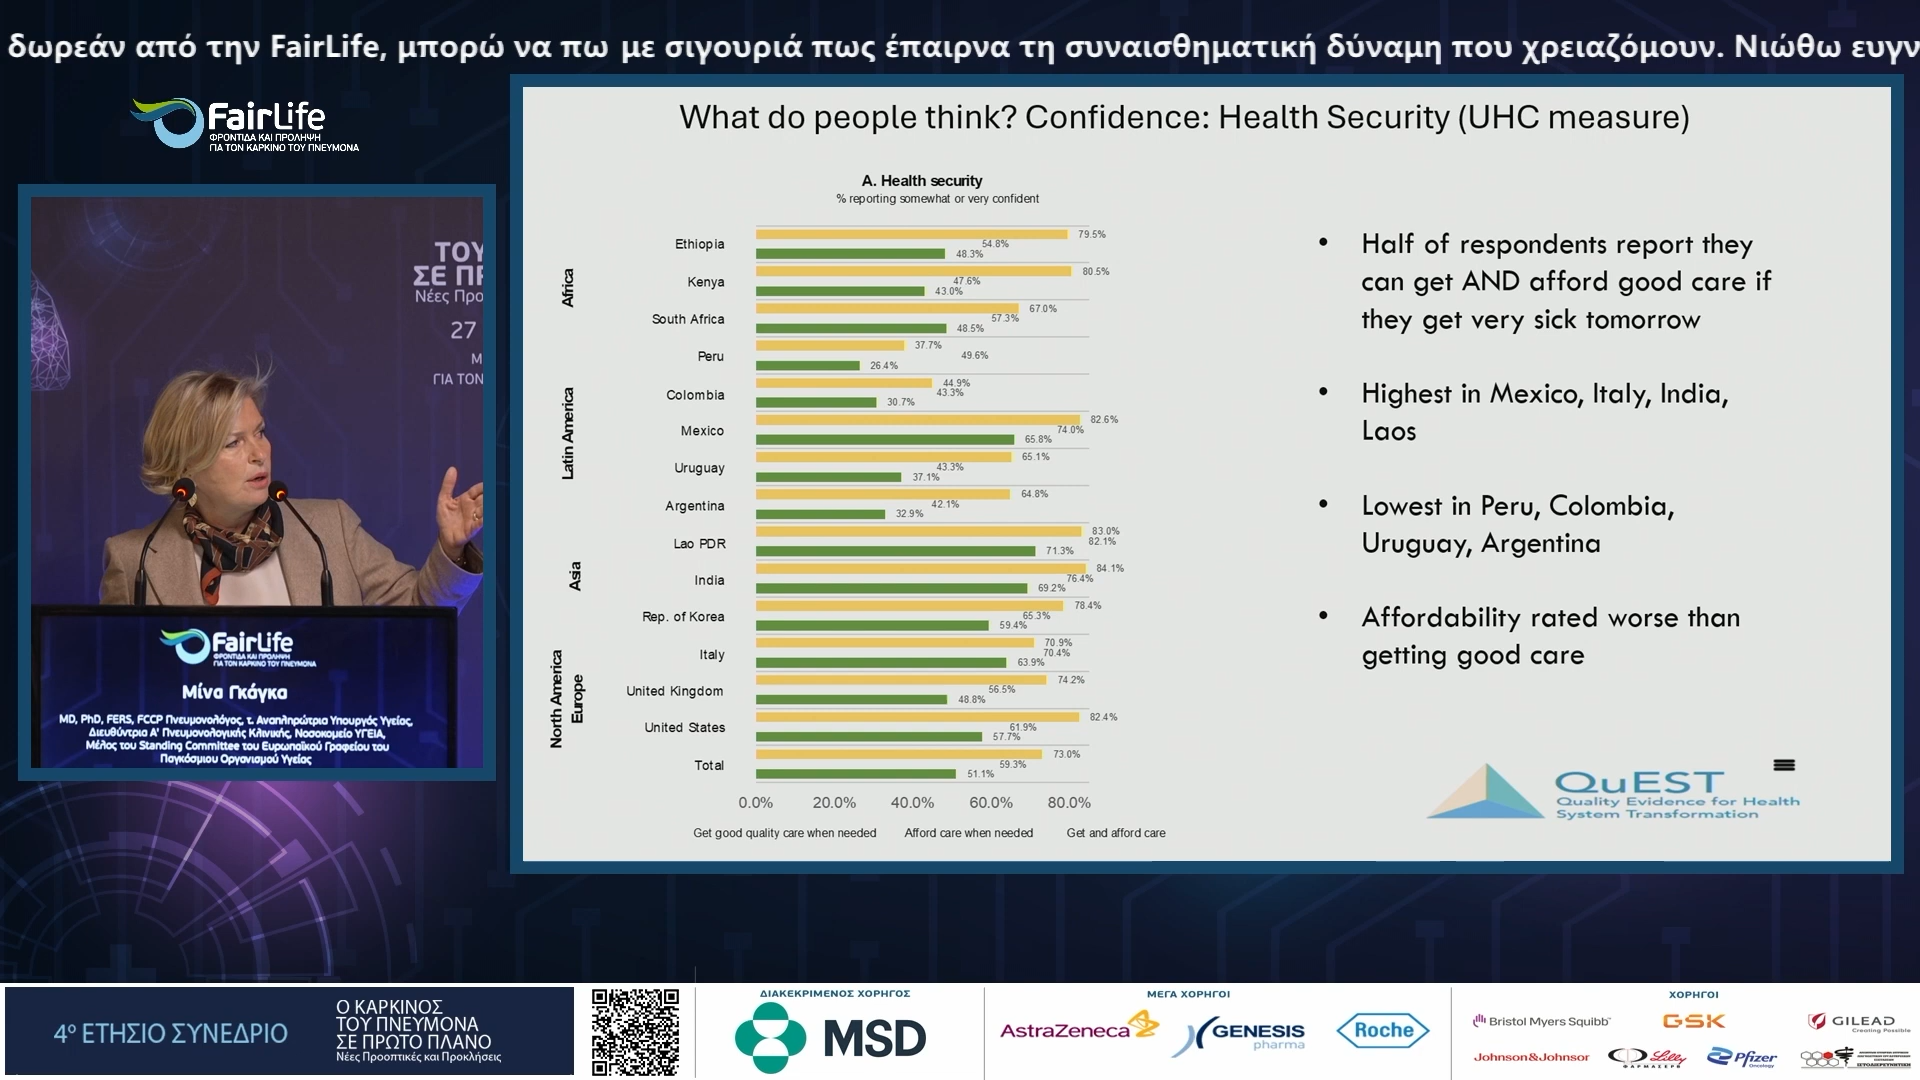 δωρεάν από την FairLife, μπορώ να πω με σιγουριά πως έπαιρνα τη συναισθηματική δύναμη που χρειαζόμουν. Νιώθω ευγν
FairLife
ΦΡΟΝΤΙΔΑ ΚΑΙ ΠΡΟΛΗΨΗ
ΓΙΑ ΤΟΝ ΚΑΡΚΙΝΟ ΤΟΥ ΠΝΕΥΜΟΝΑ
ΤΟΥ
ΣΕ ΠΡ
Νέες Προ
27
Μ
ΓΙΑ ΤΟΝ
FairLife
ΦΡΟΝΤΙΔΑ ΚΑΙ ΠΡΟΛΗΨΗ
ΓΙΑ ΤΟΝ ΚΑΡΚΙΝΟ ΤΟΥ ΠΝΕΥΜΟΝΑ
Μίνα Γκάγκα
MD, PhD, FERS, FCCP Πνευμονολόγος, τ. Αναπληρώτρια Υπουργός Υγείας,
Διευθύντρια Α' Πνευμονολογικής Κλινικής, Νοσοκομείο ΥΓΕΙΑ,
Μέλος του Standing Committee του Ευρωπαϊκού Γραφείου του
Παγκόσμιου Οργανισμού Υγείας
What do people think? Confidence: Health Security (UHC measure)
A. Health security
% reporting somewhat or very confident
Africa
Ethiopia 79.5% 54.8% 48.3%
Kenya 80.5% 47.6% 43.0%
South Africa 67.0% 57.3% 48.5%
Latin America
Peru 37.7% 49.6% 26.4%
Colombia 44.9% 43.3% 30.7%
Mexico 82.6% 74.0% 65.8%
Uruguay 65.1% 43.3% 37.1%
Argentina 64.8% 42.1% 32.9%
Asia
Lao PDR 83.0% 82.1% 71.3%
India 84.1% 76.4% 69.2%
Rep. of Korea 78.4% 65.3% 59.4%
North America
Europe
Italy 70.9% 70.4% 63.9%
United Kingdom 74.2% 56.5% 48.8%
United States 82.4% 61.9% 57.7%
Total 73.0% 59.3% 51.1%
0.0% 20.0% 40.0% 60.0% 80.0%
Get good quality care when needed Afford care when needed Get and afford care
• Half of respondents report they
can get AND afford good care if
they get very sick tomorrow
• Highest in Mexico, Italy, India,
Laos
• Lowest in Peru, Colombia,
Uruguay, Argentina
• Affordability rated worse than
getting good care
QuEST
Quality Evidence for Health
System Transformation
4ο ΕΤΗΣΙΟ ΣΥΝΕΔΡΙΟ
Ο ΚΑΡΚΙΝΟΣ
ΤΟΥ ΠΝΕΥΜΟΝΑ
ΣΕ ΠΡΩΤΟ ΠΛΑΝΟ
Νέες Προοπτικές και Προκλήσεις
ΔΙΑΚΕΚΡΙΜΕΝΟΣ ΧΟΡΗΓΟΣ
MSD
ΜΕΓΑ ΧΟΡΗΓΟΙ
AstraZeneca
GENESIS
pharma
Roche
ΧΟΡΗΓΟΙ
Bristol Myers Squibb
GSK
GILEAD
Creating Possible
Johnson&Johnson
Lilly
ΦΑΡΜΑΣΕΡΒ
Pfizer
Oncology